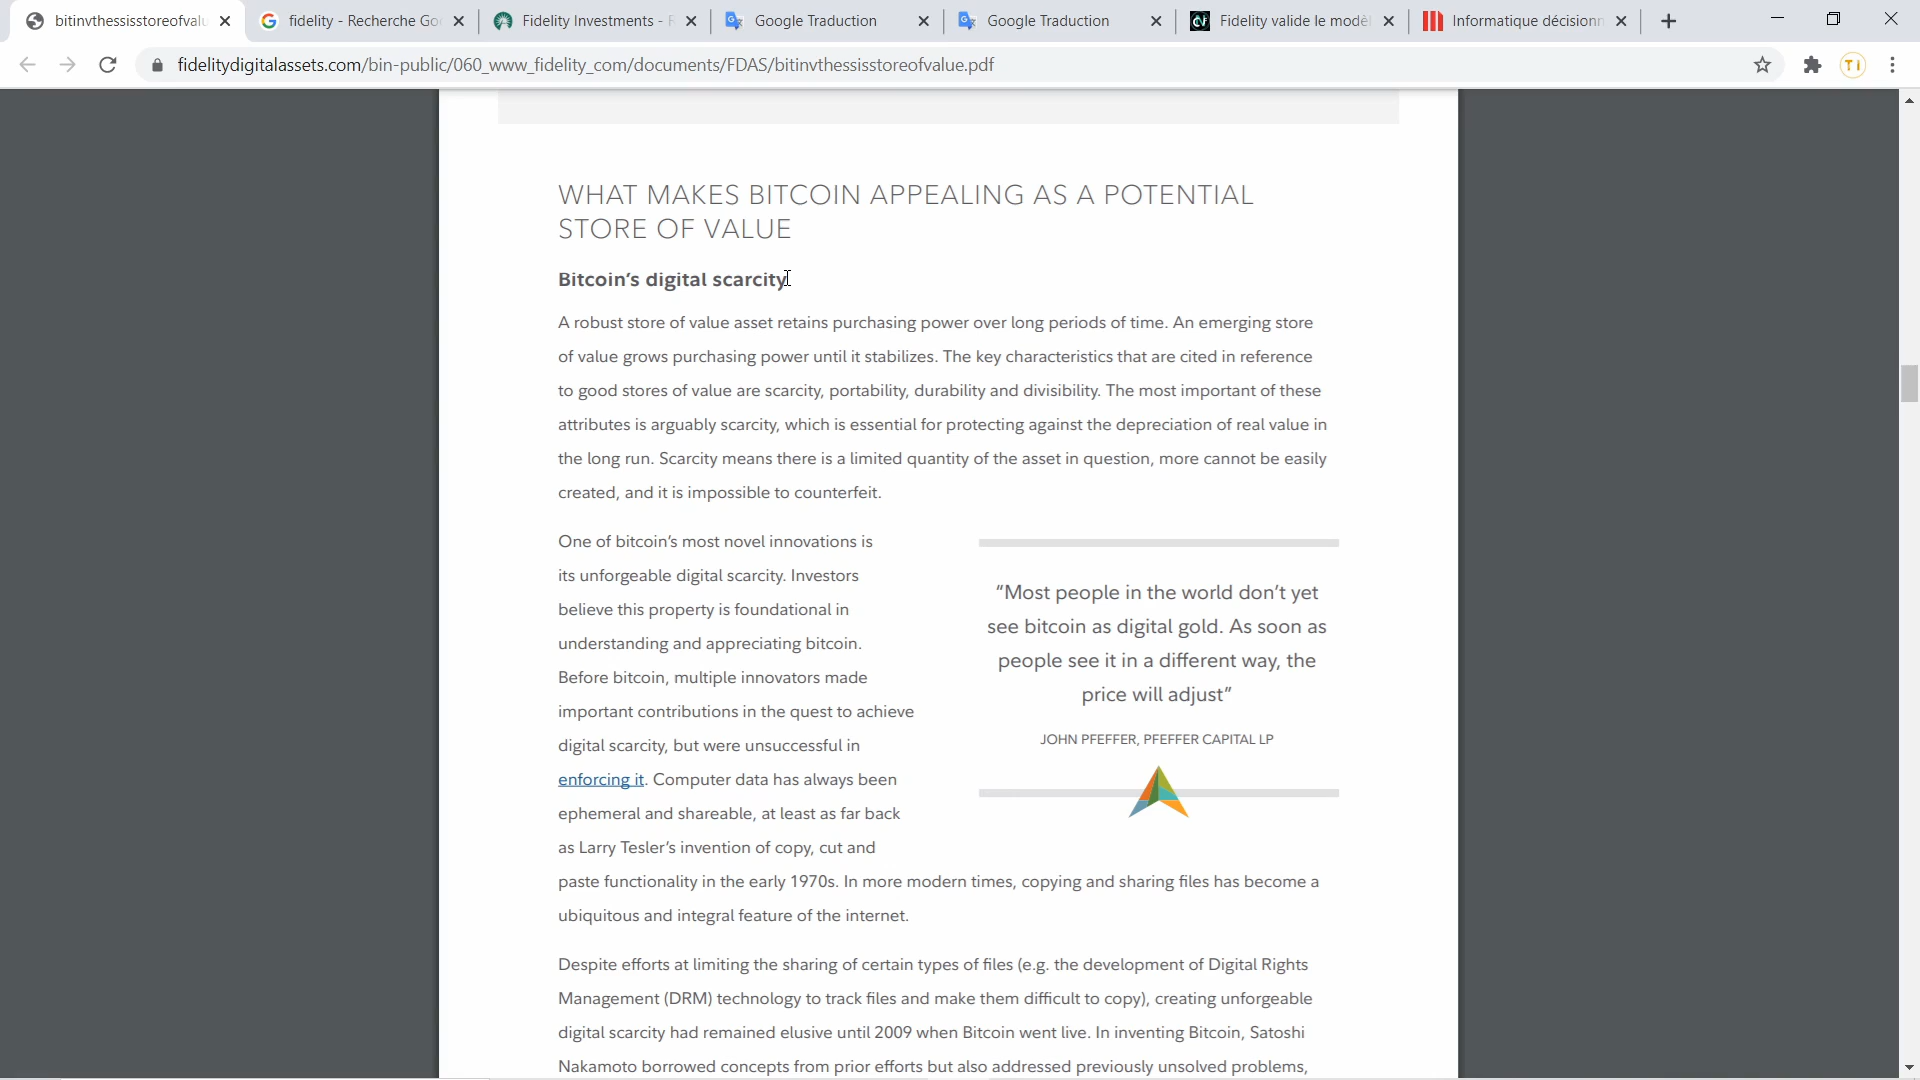 bitinvthessisstoreofvalu
fidelity - Recherche Go
Fidelity Investments - R
Google Traduction
Google Traduction
Fidelity valide le modèl
Informatique décisionn
fidelitydigitalassets.com/bin-public/060_www_fidelity_com/documents/FDAS/bitinvthessisstoreofvalue.pdf
TI
WHAT MAKES BITCOIN APPEALING AS A POTENTIAL
STORE OF VALUE
Bitcoin’s digital scarcity
A robust store of value asset retains purchasing power over long periods of time. An emerging store
of value grows purchasing power until it stabilizes. The key characteristics that are cited in reference
to good stores of value are scarcity, portability, durability and divisibility. The most important of these
attributes is arguably scarcity, which is essential for protecting against the depreciation of real value in
the long run. Scarcity means there is a limited quantity of the asset in question, more cannot be easily
created, and it is impossible to counterfeit.
One of bitcoin’s most novel innovations is
its unforgeable digital scarcity. Investors
believe this property is foundational in
understanding and appreciating bitcoin.
Before bitcoin, multiple innovators made
important contributions in the quest to achieve
digital scarcity, but were unsuccessful in
enforcing it. Computer data has always been
ephemeral and shareable, at least as far back
as Larry Tesler’s invention of copy, cut and
paste functionality in the early 1970s. In more modern times, copying and sharing files has become a
ubiquitous and integral feature of the internet.
“Most people in the world don’t yet
see bitcoin as digital gold. As soon as
people see it in a different way, the
price will adjust”
JOHN PFEFFER, PFEFFER CAPITAL LP
Despite efforts at limiting the sharing of certain types of files (e.g. the development of Digital Rights
Management (DRM) technology to track files and make them difficult to copy), creating unforgeable
digital scarcity had remained elusive until 2009 when Bitcoin went live. In inventing Bitcoin, Satoshi
Nakamoto borrowed concepts from prior efforts but also addressed previously unsolved problems,